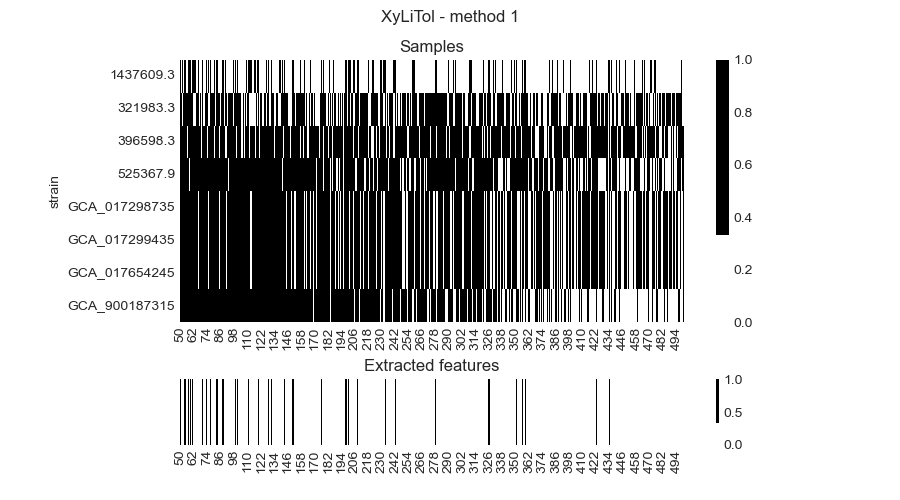 XyLiTol - method 1
Samples
strain
1437609.3
321983.3
396598.3
525367.9
GCA_017298735
GCA_017299435
GCA_017654245
GCA_900187315
1.0
0.8
0.6
0.4
0.2
0.0
50 62 74 86 98 110 122 134 146 158 170 182 194 206 218 230 242 254 266 278 290 302 314 326 338 350 362 374 386 398 410 422 434 446 458 470 482 494
Extracted features
1.0
0.5
0.0
50 62 74 86 98 110 122 134 146 158 170 182 194 206 218 230 242 254 266 278 290 302 314 326 338 350 362 374 386 398 410 422 434 446 458 470 482 494